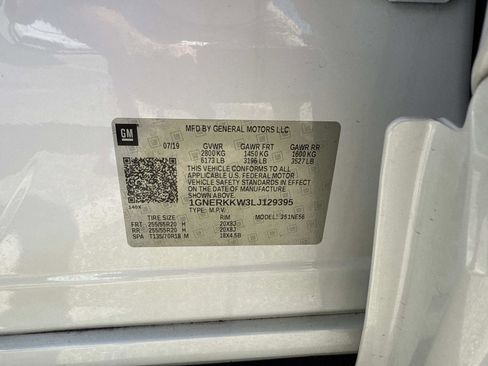 GM
MFD BY GENERAL MOTORS LLC
07/19 GVWR GAWR FRT GAWR RR
2800 KG 1450 KG 1600 KG
6173 LB 3196 LB 3527 LB
THIS VEHICLE CONFORMS TO ALL
APPLICABLE U.S. FEDERAL MOTOR
VEHICLE SAFETY STANDARDS IN EFFECT
ON THE DATE OF MANUFACTURE
SHOWN ABOVE.
1GNERKKW3LJ129395
TYPE: M.P.V. MODEL: 351NE56
140X
TIRE SIZE RIM
FRT 255/55R20 H 20X8J
RR 255/55R20 H 20X8J
SPA T135/70R18 M 18X4.5B